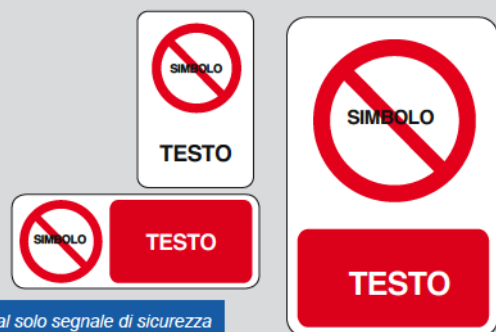 SIMBOLO
TESTO
SIMBOLO
TESTO
SIMBOLO
TESTO
al solo segnale di sicurezza